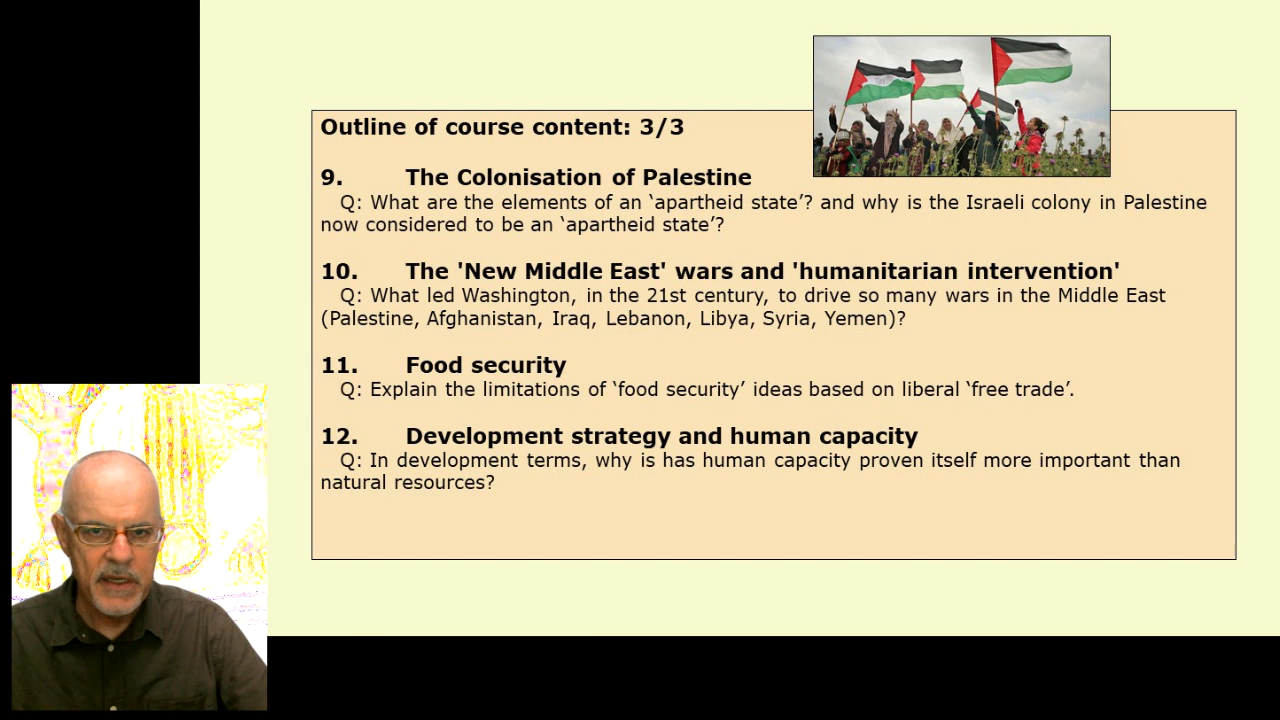 Outline of course content: 3/3
9. The Colonisation of Palestine
Q: What are the elements of an ‘apartheid state’? and why is the Israeli colony in Palestine
now considered to be an ‘apartheid state’?
10. The 'New Middle East' wars and 'humanitarian intervention'
Q: What led Washington, in the 21st century, to drive so many wars in the Middle East
(Palestine, Afghanistan, Iraq, Lebanon, Libya, Syria, Yemen)?
11. Food security
Q: Explain the limitations of ‘food security’ ideas based on liberal ‘free trade’.
12. Development strategy and human capacity
Q: In development terms, why is has human capacity proven itself more important than
natural resources?